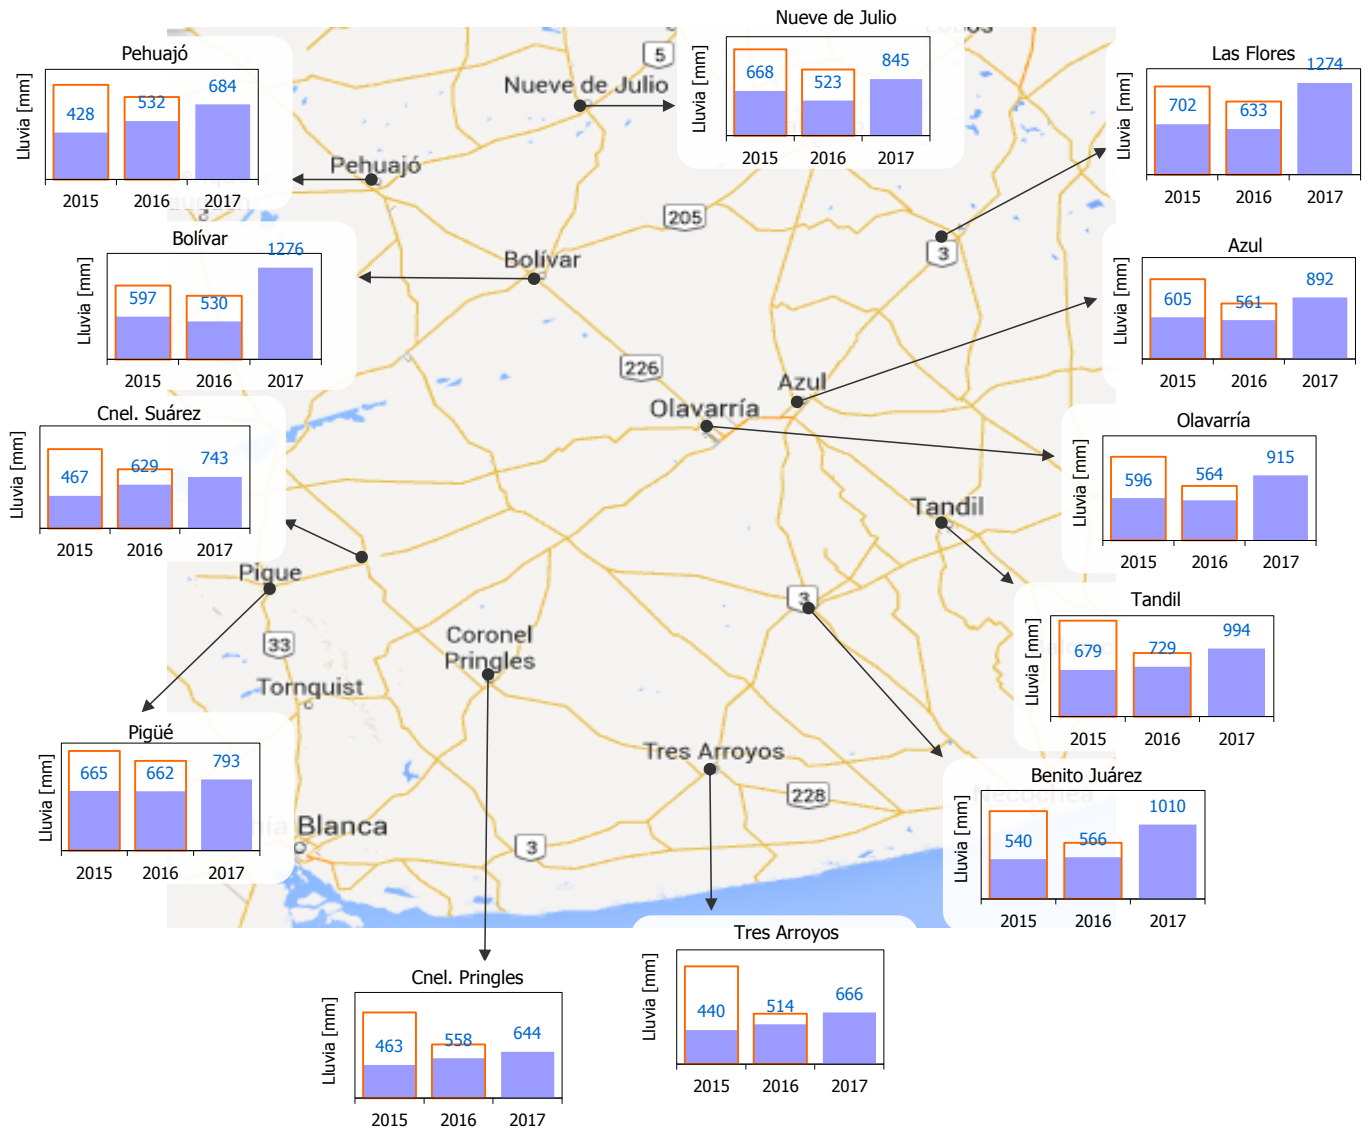 Nueve de Julio
Lluvia [mm]
668
523
845
2015
2016
2017
Pehuajó
Lluvia [mm]
428
532
684
2015
2016
2017
Las Flores
Lluvia [mm]
702
633
1274
2015
2016
2017
5
Nueve de Julio
Pehuajó
205
Bolívar
3
Bolívar
Lluvia [mm]
597
530
1276
2015
2016
2017
Azul
Lluvia [mm]
605
561
892
2015
2016
2017
226
Azul
Olavarría
Cnel. Suárez
Lluvia [mm]
467
629
743
2015
2016
2017
Olavarría
Lluvia [mm]
596
564
915
2015
2016
2017
Tandil
Pigue
3
33
Coronel
Pringles
Tornquist
Tandil
Lluvia [mm]
679
729
994
2015
2016
2017
Pigüé
Lluvia [mm]
665
662
793
2015
2016
2017
Tres Arroyos
228
Blanca
3
Necochea
Benito Juárez
Lluvia [mm]
540
566
1010
2015
2016
2017
Tres Arroyos
Lluvia [mm]
440
514
666
2015
2016
2017
Cnel. Pringles
Lluvia [mm]
463
558
644
2015
2016
2017